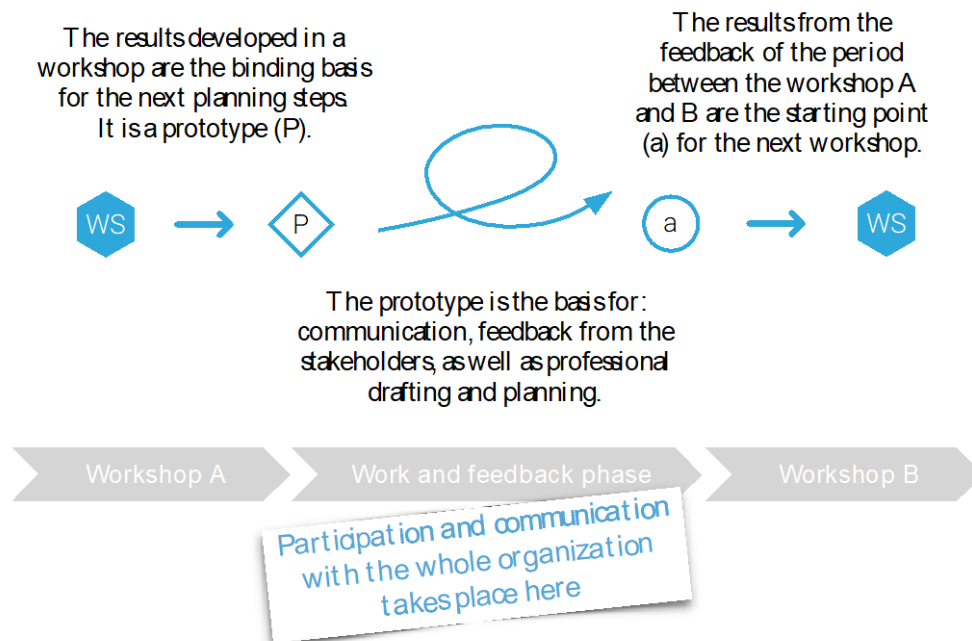 The results developed in a
workshop are the binding basis
for the next planning steps.
It is a prototype (P).
The results from the
feedback of the period
between the workshop A
and B are the starting point
(a) for the next workshop.
WS
P
a
WS
The prototype is the basis for:
communication, feedback from the
stakeholders, as well as professional
drafting and planning.
Workshop A
Work and feedback phase
Workshop B
Participation and communication
with the whole organization
takes place here